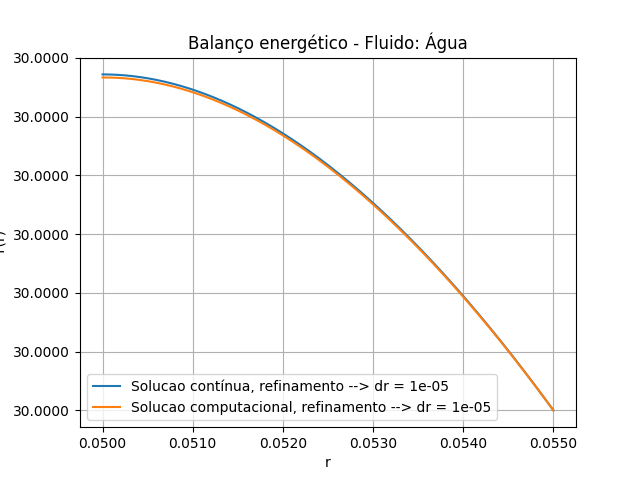 Balanço energético - Fluido: Água
30.0000
30.0000
30.0000
30.0000
30.0000
30.0000
30.0000
Solucao contínua, refinamento --> dr = 1e-05
Solucao computacional, refinamento --> dr = 1e-05
0.0500 0.0510 0.0520 0.0530 0.0540 0.0550
r